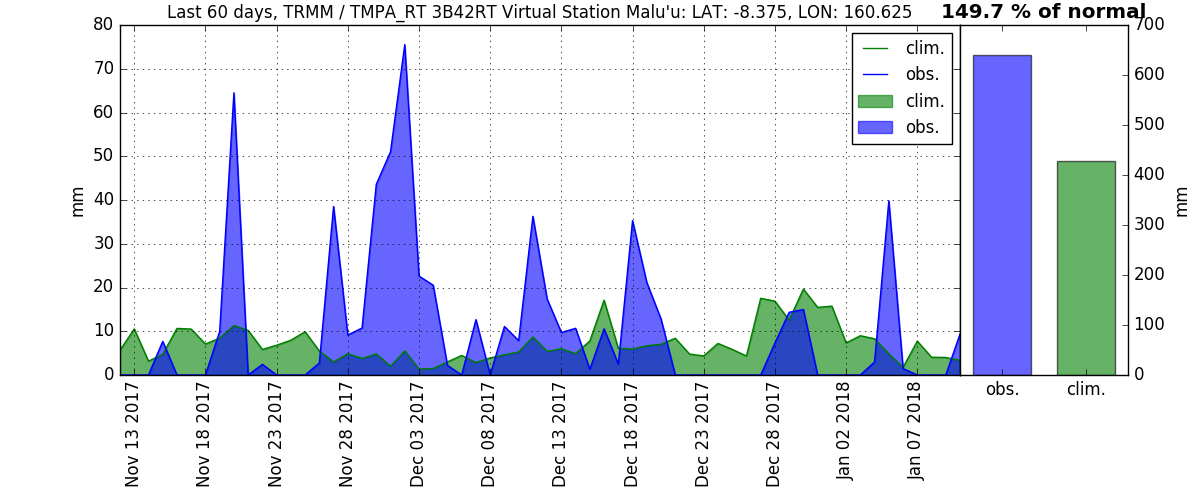 Last 60 days, TRMM / TMPA_RT 3B42RT Virtual Station Malu'u: LAT: -8.375, LON: 160.625
149.7 % of normal
80
70
60
50
40
30
20
10
0
mm
clim.
obs.
clim.
obs.
700
600
500
400
300
200
100
0
mm
obs.
clim.
Nov 13 2017
Nov 18 2017
Nov 23 2017
Nov 28 2017
Dec 03 2017
Dec 08 2017
Dec 13 2017
Dec 18 2017
Dec 23 2017
Dec 28 2017
Jan 02 2018
Jan 07 2018